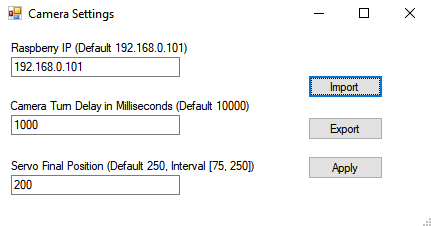 Camera Settings
Raspberry IP (Default 192.168.0.101)
192.168.0.101
Import
Camera Turn Delay in Milliseconds (Default 10000)
1000
Export
Servo Final Position (Default 250, Interval [75, 250])
200
Apply